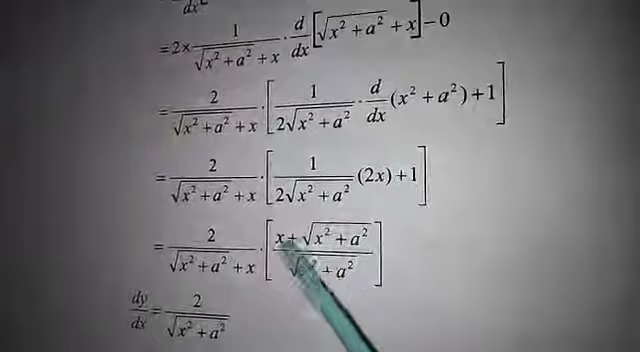 dx
= 2 × 1/(√(x² + a²) + x) · d/dx [√(x² + a²) + x] − 0
= 2/(√(x² + a²) + x) · [1/(2√(x² + a²)) · d/dx (x² + a²) + 1]
= 2/(√(x² + a²) + x) · [1/(2√(x² + a²)) (2x) + 1]
= 2/(√(x² + a²) + x) · [(x + √(x² + a²))/√(x² + a²)]
dy/dx = 2/√(x² + a²)